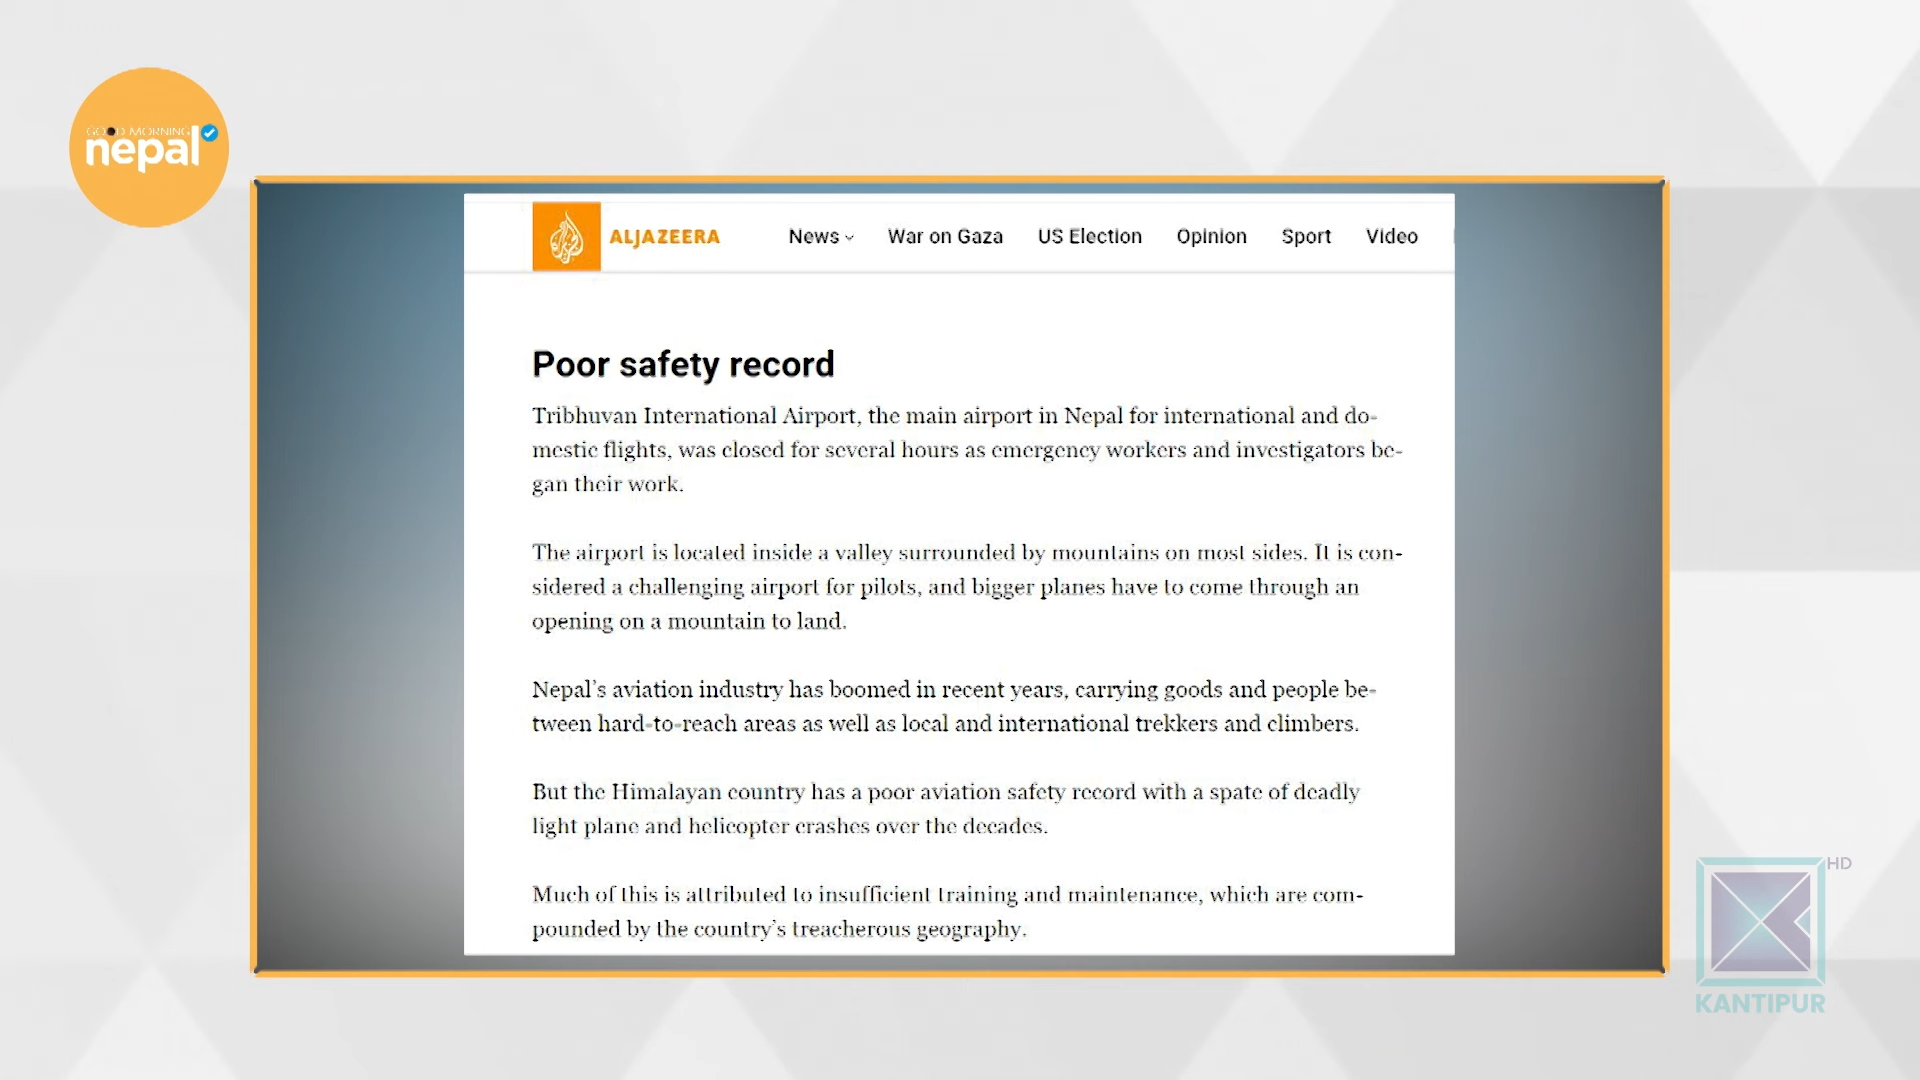 GOOD MORNING
nepal
ALJAZEERA
News
War on Gaza
US Election
Opinion
Sport
Video
Poor safety record
Tribhuvan International Airport, the main airport in Nepal for international and do-
mestic flights, was closed for several hours as emergency workers and investigators be-
gan their work.
The airport is located inside a valley surrounded by mountains on most sides. It is con-
sidered a challenging airport for pilots, and bigger planes have to come through an
opening on a mountain to land.
Nepal’s aviation industry has boomed in recent years, carrying goods and people be-
tween hard-to-reach areas as well as local and international trekkers and climbers.
But the Himalayan country has a poor aviation safety record with a spate of deadly
light plane and helicopter crashes over the decades.
Much of this is attributed to insufficient training and maintenance, which are com-
pounded by the country’s treacherous geography.
HD
KANTIPUR